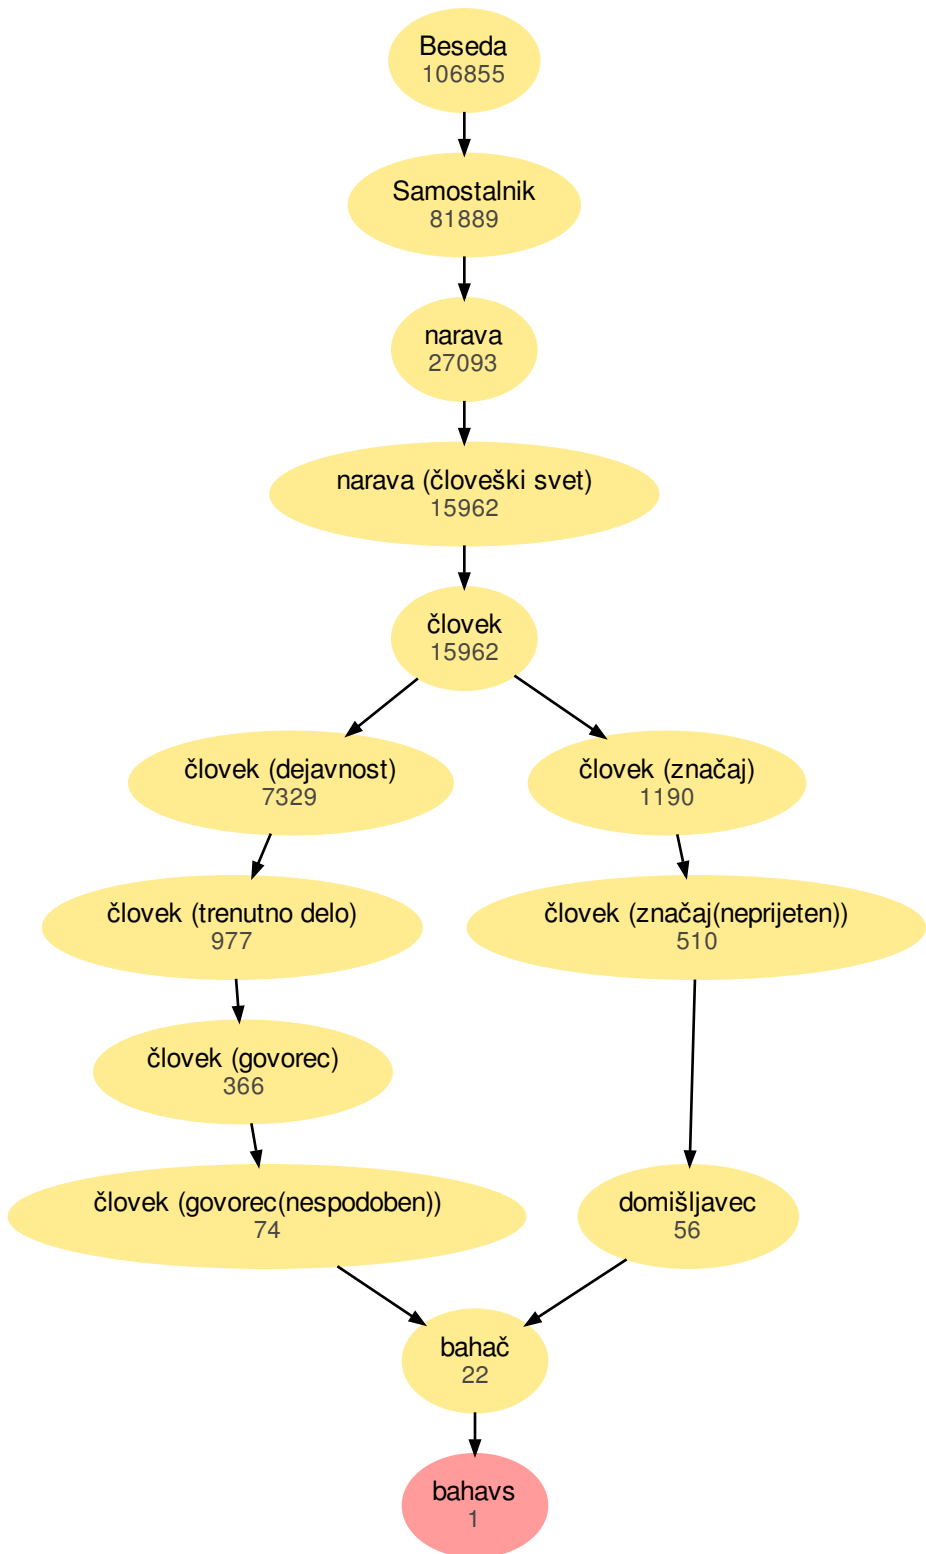 Beseda
106855
Samostalnik
81889
narava
27093
narava (človeški svet)
15962
človek
15962
človek (dejavnost)
7329
človek (značaj)
1190
človek (trenutno delo)
977
človek (značaj(neprijeten))
510
človek (govorec)
366
človek (govorec(nespodoben))
74
domišljavec
56
bahač
22
bahavs
1